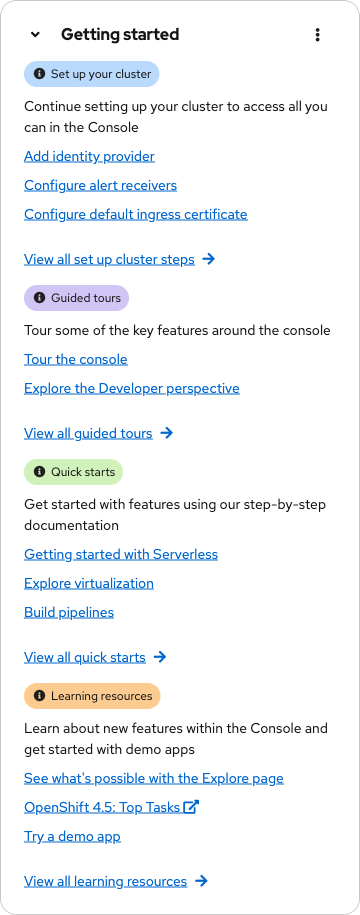 Getting started
Set up your cluster
Continue setting up your cluster to access all you
can in the Console
Add identity provider
Configure alert receivers
Configure default ingress certificate
View all set up cluster steps
Guided tours
Tour some of the key features around the console
Tour the console
Explore the Developer perspective
View all guided tours
Quick starts
Get started with features using our step-by-step
documentation
Getting started with Serverless
Explore virtualization
Build pipelines
View all quick starts
Learning resources
Learn about new features within the Console and
get started with demo apps
See what's possible with the Explore page
OpenShift 4.5: Top Tasks
Try a demo app
View all learning resources